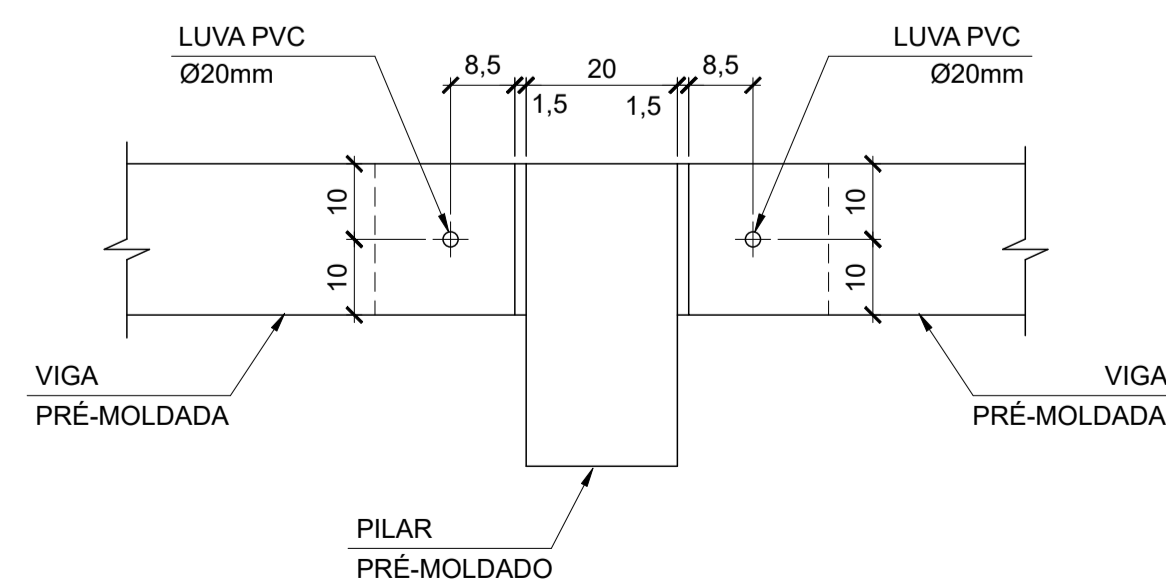 LUVA PVC
Ø20mm
8,5
20
8,5
1,5
1,5
LUVA PVC
Ø20mm
10
10
10
10
VIGA
PRÉ-MOLDADA
VIGA
PRÉ-MOLDADA
PILAR
PRÉ-MOLDADO